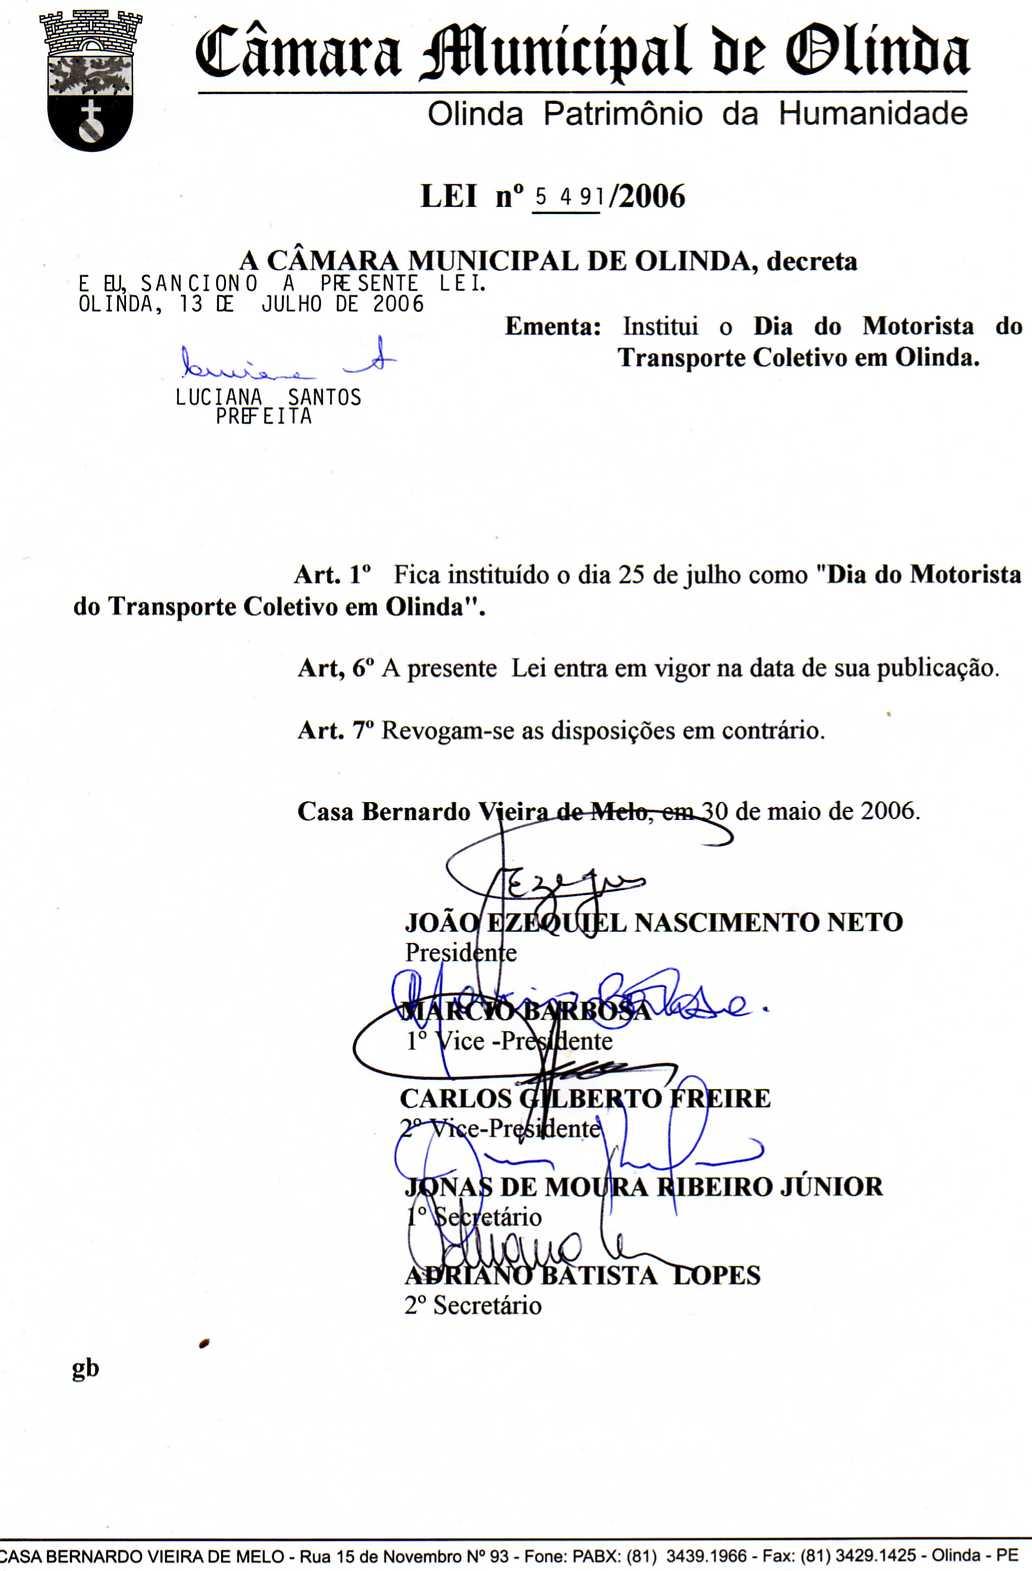 Câmara Municipal de Olinda
Olinda Patrimônio da Humanidade
LEI nº 5 491/2006
A CÂMARA MUNICIPAL DE OLINDA, decreta
E EU, SANCIONO A PRESENTE LEI.
OLINDA, 13 DE JULHO DE 2006
Ementa: Institui o Dia do Motorista do
Transporte Coletivo em Olinda.
LUCIANA SANTOS
PREFEITA
Art. 1º Fica instituído o dia 25 de julho como "Dia do Motorista
do Transporte Coletivo em Olinda".
Art, 6º A presente Lei entra em vigor na data de sua publicação.
Art. 7º Revogam-se as disposições em contrário.
Casa Bernardo Vieira de Melo, em 30 de maio de 2006.
JOÃO EZEQUIEL NASCIMENTO NETO
Presidente
MÁRCIO BARBOSA
1º Vice -Presidente
CARLOS GILBERTO FREIRE
2º Vice-Presidente
JONAS DE MOURA RIBEIRO JÚNIOR
1º Secretário
ADRIANO BATISTA LOPES
2º Secretário
gb
CASA BERNARDO VIEIRA DE MELO - Rua 15 de Novembro Nº 93 - Fone: PABX: (81) 3439.1966 - Fax: (81) 3429.1425 - Olinda - PE